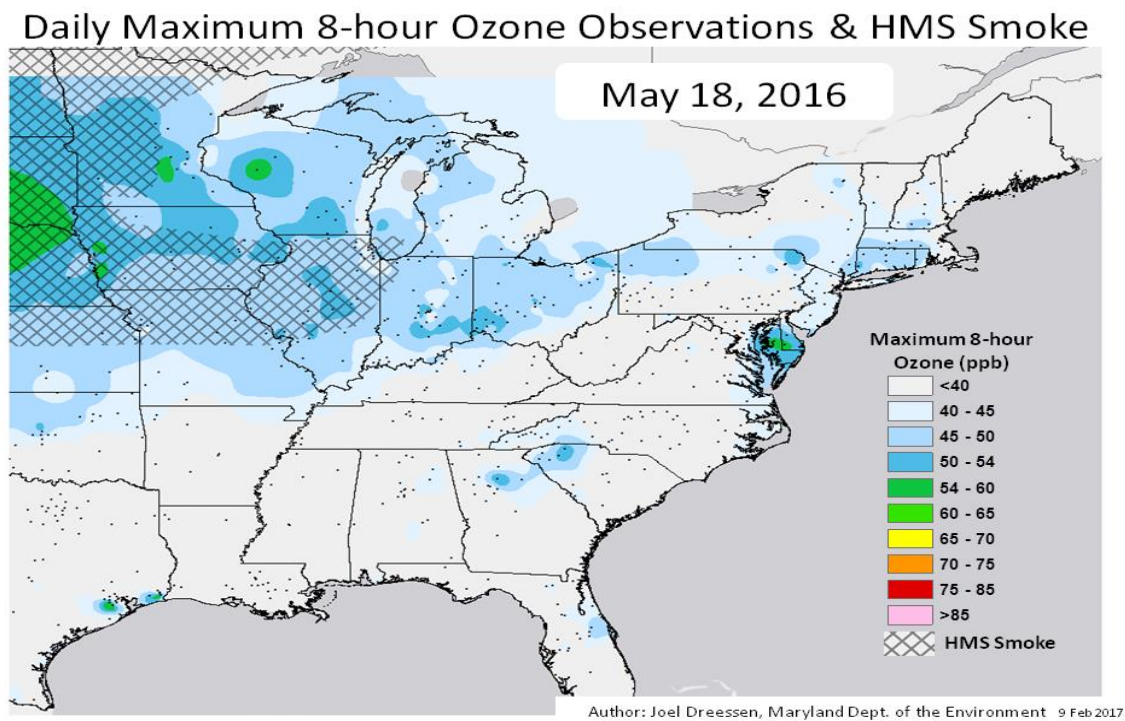 Daily Maximum 8-hour Ozone Observations & HMS Smoke
May 18, 2016
Maximum 8-hour
Ozone (ppb)
<40
40 - 45
45 - 50
50 - 54
54 - 60
60 - 65
65 - 70
70 - 75
75 - 85
>85
HMS Smoke
Author: Joel Dreessen, Maryland Dept. of the Environment 9 Feb 2017